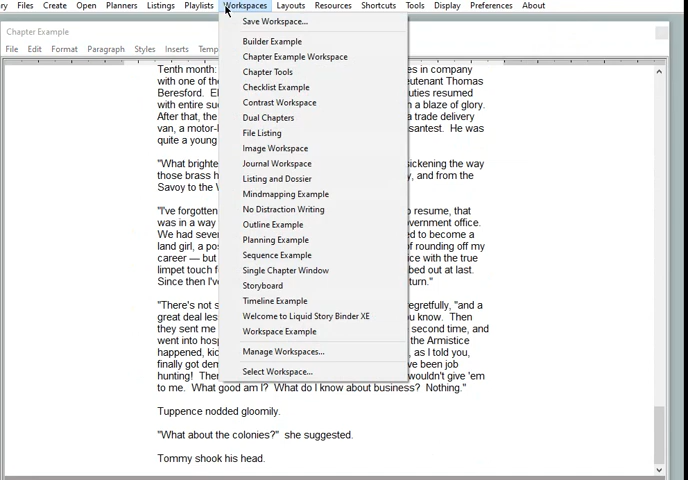 ry Files Create Open Planners Listings Playlists Workspaces Layouts Resources Shortcuts Tools Display Preferences About
Chapter Example
File Edit Format Paragraph Styles Insert Temp
Save Workspace...
Builder Example
Chapter Example Workspace
Chapter Tools
Checklist Example
Contrast Workspace
Dual Chapters
File Listing
Image Workspace
Journal Workspace
Listing and Dossier
Mindmapping Example
No Distraction Writing
Outline Example
Planning Example
Sequence Example
Single Chapter Window
Storyboard
Timeline Example
Welcome to Liquid Story Binder XE
Workspace Example
Manage Workspaces...
Select Workspace...
Tenth month: es in company
with one of the eutenant Thomas
Beresford. El uties resumed
with entire suc n a blaze of glory.
After that, the a trade delivery
van, a motor-l santest. He was
quite a young
"What brighte sickening the way
those brass h y, and from the
Savoy to the V
"I've forgotten o resume, that
was in a way vernment office.
We had seve ed to become a
land girl, a pos of rounding off my
career — but ice with the true
limpet touch f bed out at last.
Since then I've turn."
"There's not s egretfully, "and a
great deal les u know. Then
they sent me second time, and
went into hosp the Armistice
happened, kic , as I told you,
finally got dem ve been job
hunting! Ther wouldn't give 'em
to me. What good am I? What do I know about business? Nothing."
Tuppence nodded gloomily.
"What about the colonies?" she suggested.
Tommy shook his head.